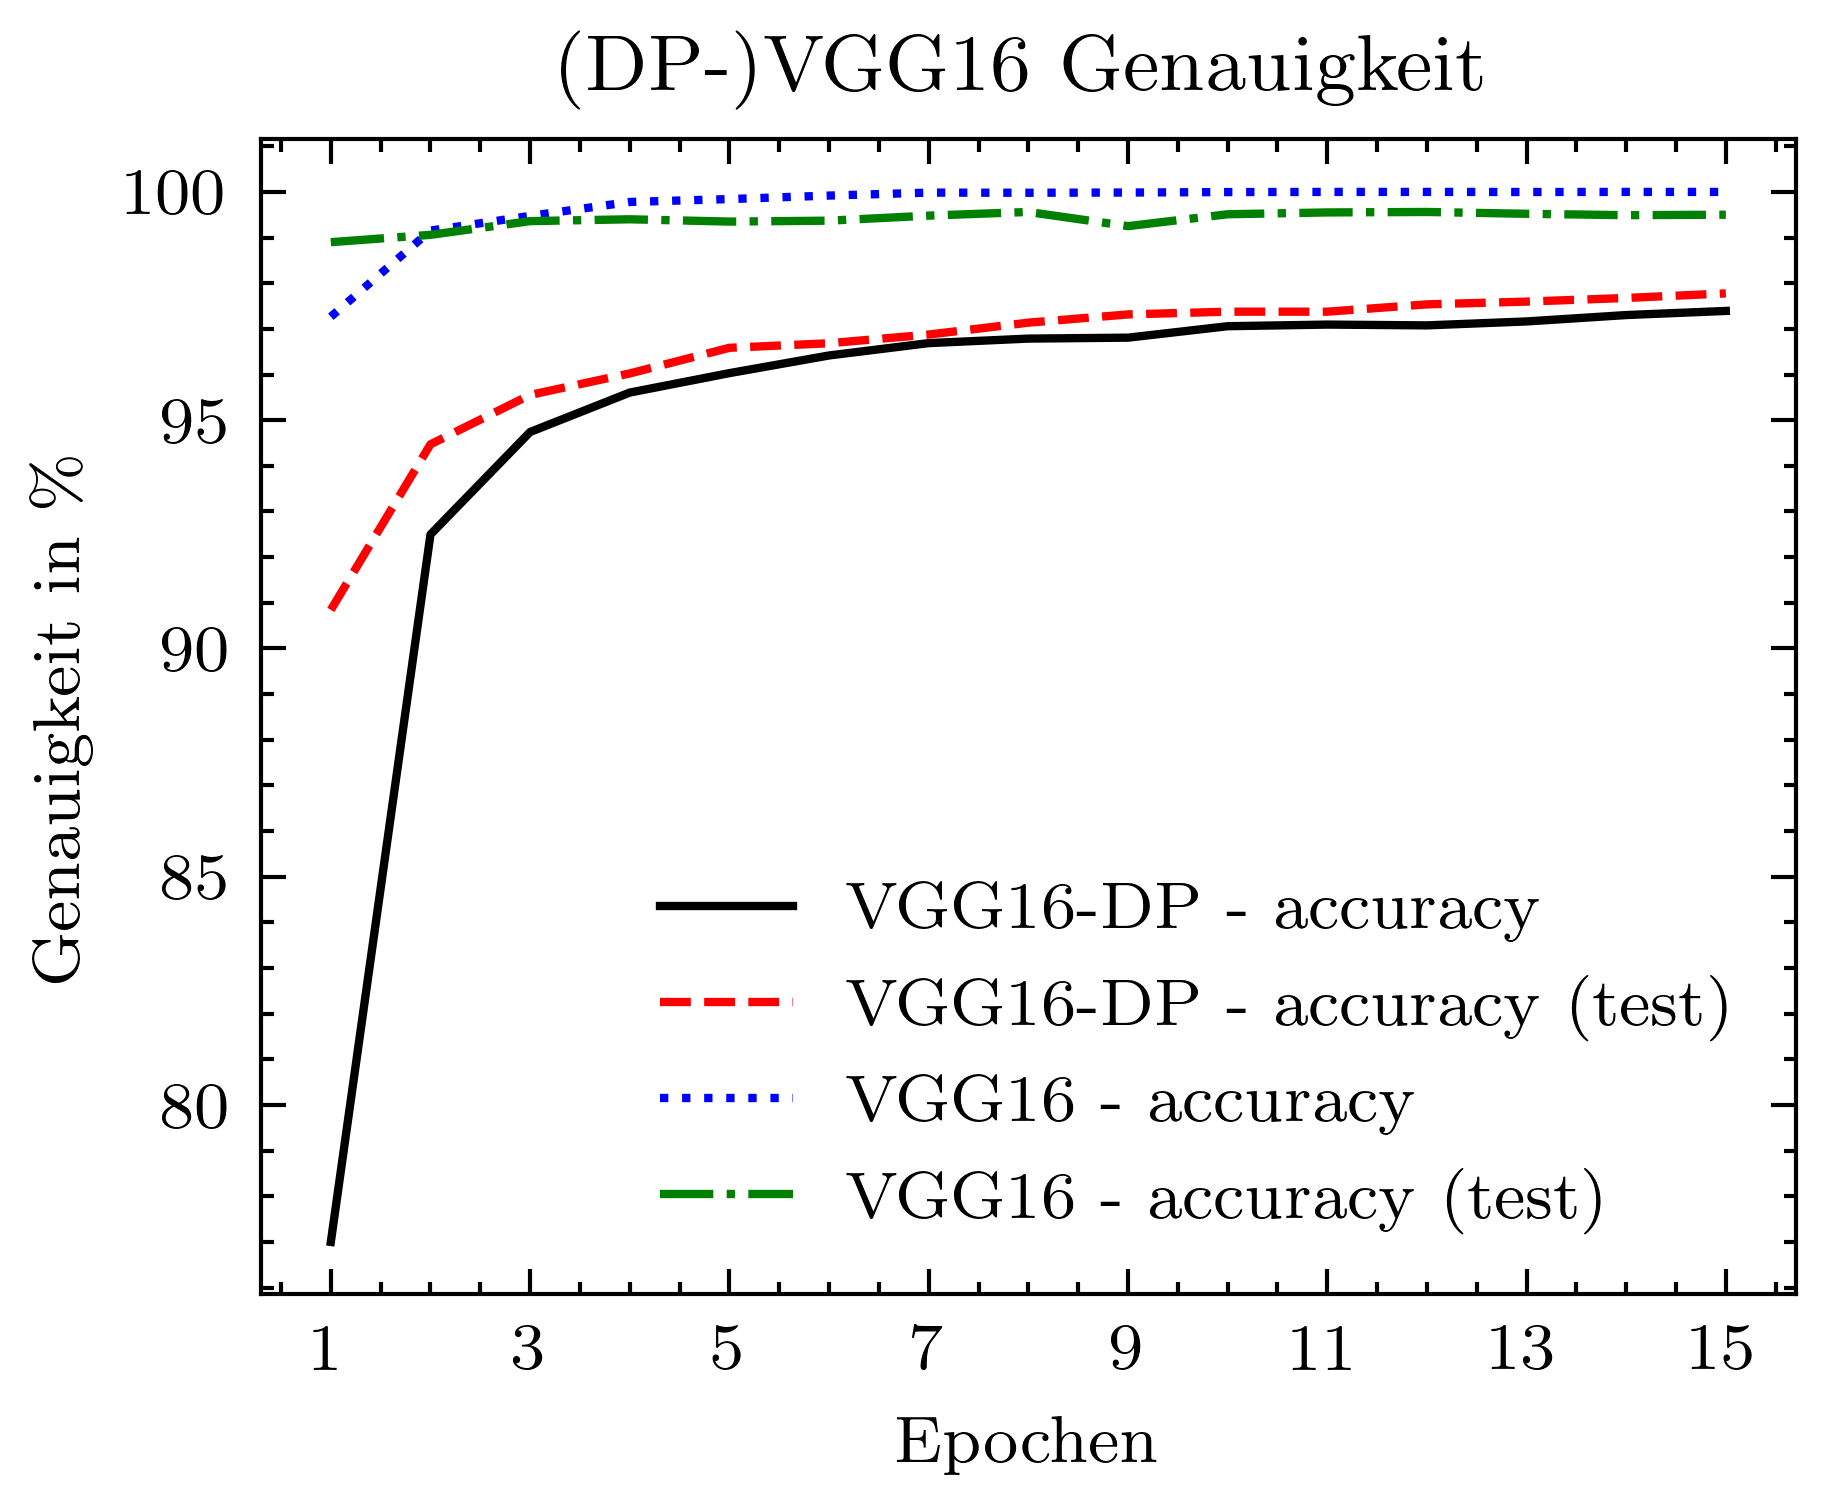 (DP-)VGG16 Genauigkeit
Genauigkeit in %
100
95
90
85
80
VGG16-DP - accuracy
VGG16-DP - accuracy (test)
VGG16 - accuracy
VGG16 - accuracy (test)
1 3 5 7 9 11 13 15
Epochen